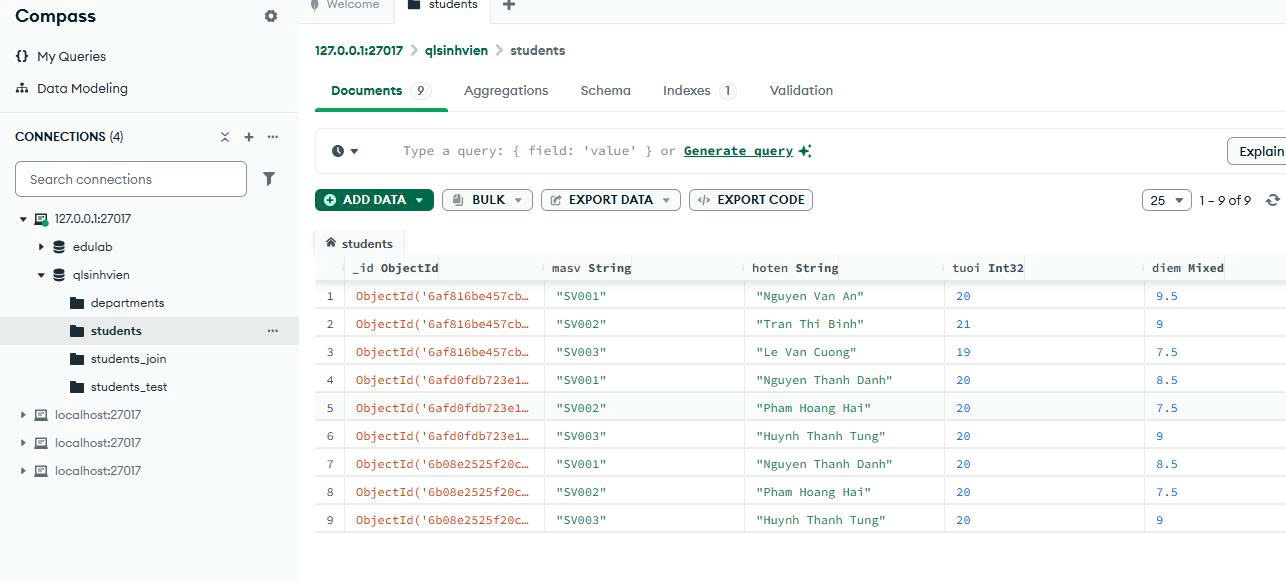 Compass
My Queries
Data Modeling
CONNECTIONS (4)
Search connections
127.0.0.1:27017
edulab
qlsinhvien
departments
students
students_join
students_test
localhost:27017
localhost:27017
localhost:27017
Welcome
students
127.0.0.1:27017 > qlsinhvien > students
Documents 9 Aggregations Schema Indexes 1 Validation
Type a query: { field: 'value' } or Generate query
Explain
ADD DATA BULK EXPORT DATA EXPORT CODE
25 1 – 9 of 9
students
_id ObjectId masv String hoten String tuoi Int32 diem Mixed
1 ObjectId('6af816be457cb… "SV001" "Nguyen Van An" 20 9.5
2 ObjectId('6af816be457cb… "SV002" "Tran Thi Binh" 21 9
3 ObjectId('6af816be457cb… "SV003" "Le Van Cuong" 19 7.5
4 ObjectId('6afd0fdb723e1… "SV001" "Nguyen Thanh Danh" 20 8.5
5 ObjectId('6afd0fdb723e1… "SV002" "Pham Hoang Hai" 20 7.5
6 ObjectId('6afd0fdb723e1… "SV003" "Huynh Thanh Tung" 20 9
7 ObjectId('6b08e2525f20c… "SV001" "Nguyen Thanh Danh" 20 8.5
8 ObjectId('6b08e2525f20c… "SV002" "Pham Hoang Hai" 20 7.5
9 ObjectId('6b08e2525f20c… "SV003" "Huynh Thanh Tung" 20 9